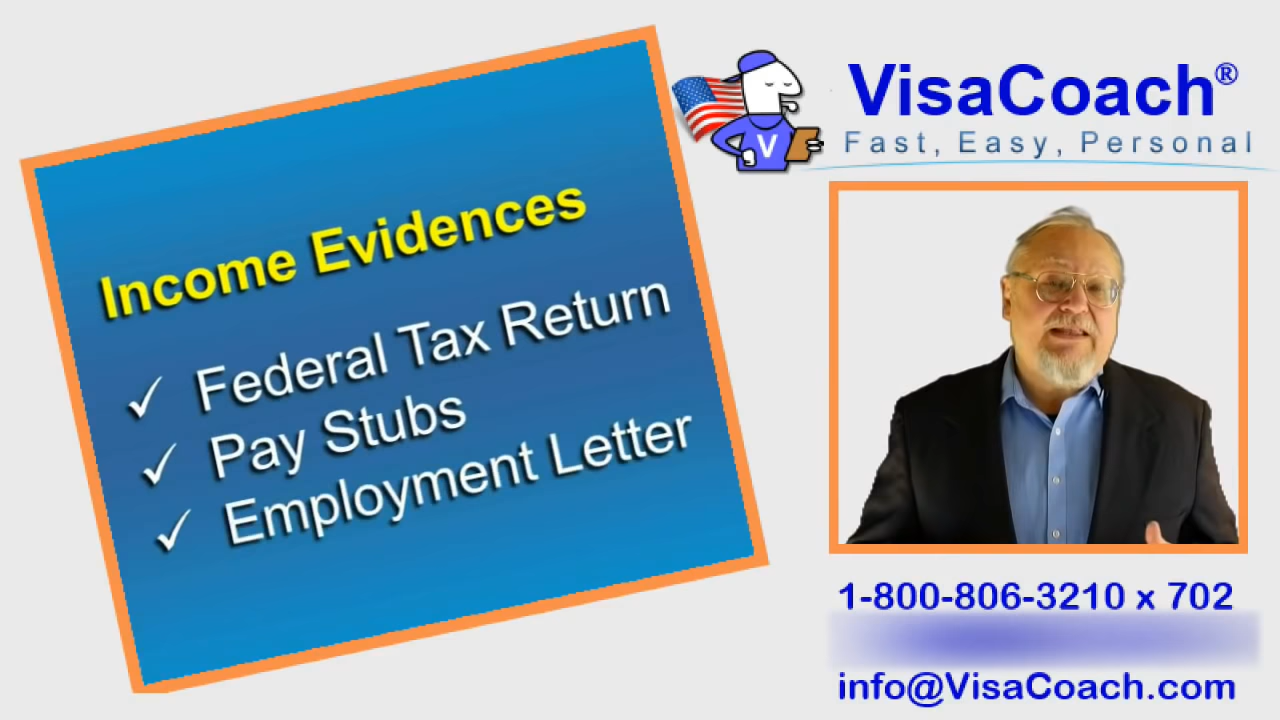 Income Evidences
✓ Federal Tax Return
✓ Pay Stubs
✓ Employment Letter
VisaCoach®
Fast, Easy, Personal
V
1-800-806-3210 x 702
info@VisaCoach.com